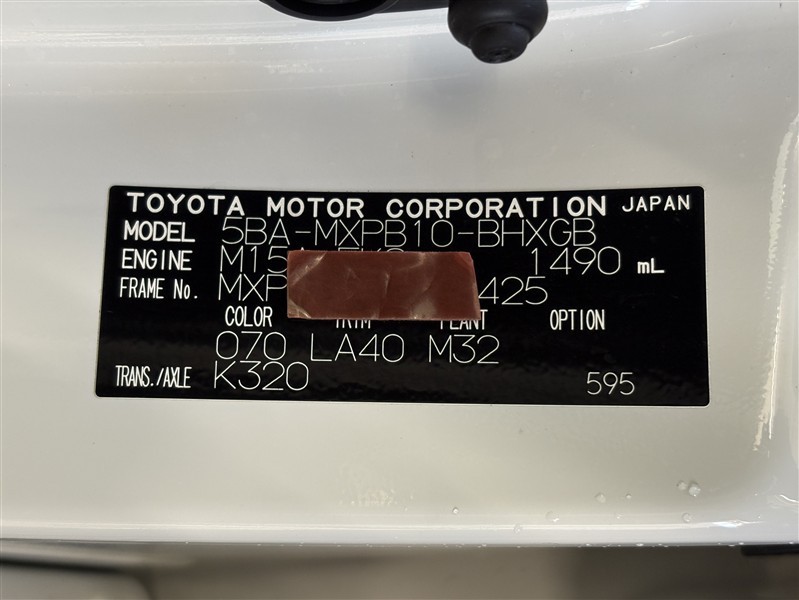 TOYOTA MOTOR CORPORATION JAPAN
MODEL 5BA-MXPB10-BHXGB
ENGINE 1490 mL
FRAME No. MXP 425
COLOR TRIM PLANT OPTION
070 LA40 M32
TRANS./AXLE K320 595